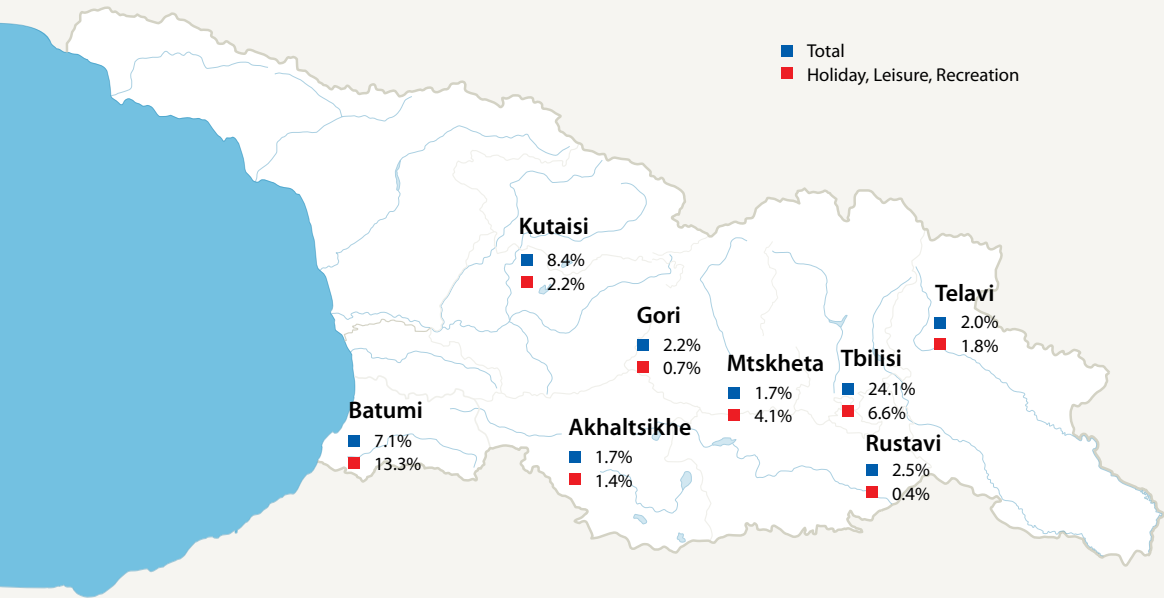 Total
Holiday, Leisure, Recreation
Kutaisi
8.4%
2.2%
Telavi
2.0%
1.8%
Gori
2.2%
0.7%
Mtskheta
1.7%
4.1%
Tbilisi
24.1%
6.6%
Batumi
7.1%
13.3%
Akhaltsikhe
1.7%
1.4%
Rustavi
2.5%
0.4%